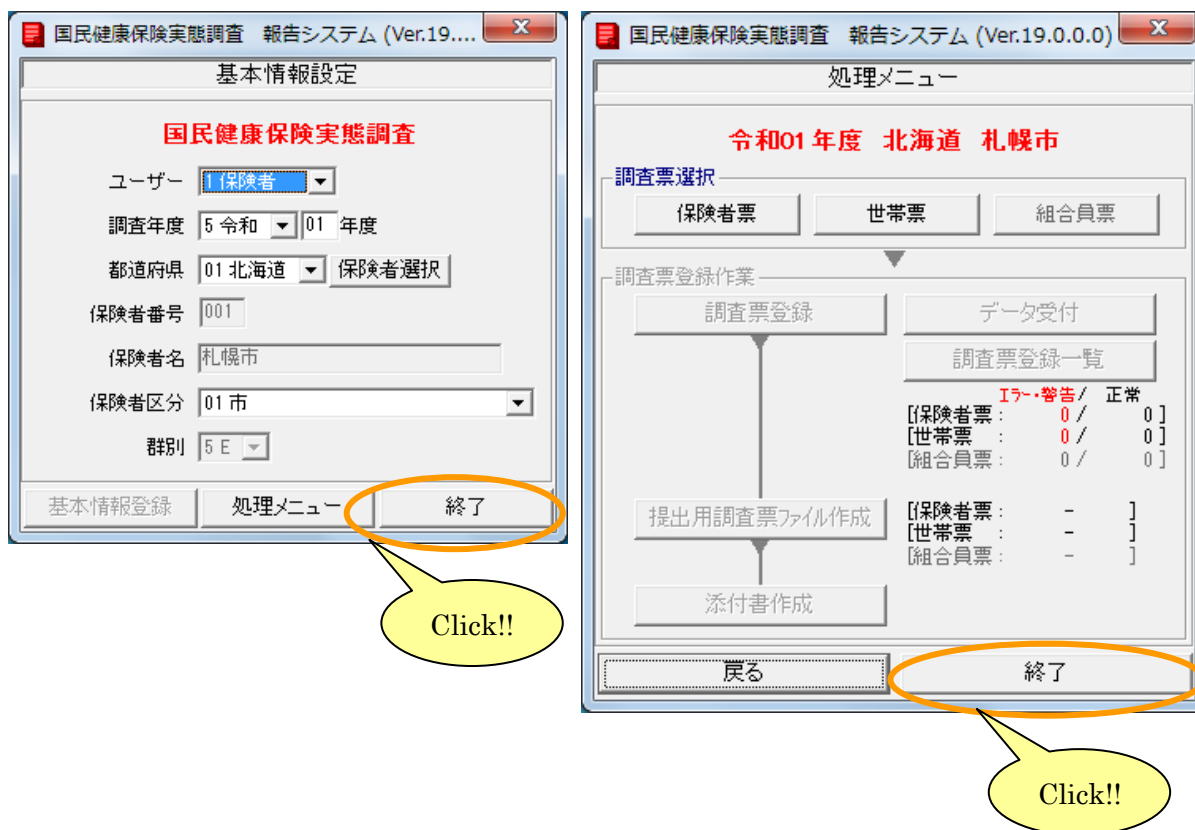 国民健康保険実態調査 報告システム (Ver.19....
基本情報設定
国民健康保険実態調査
ユーザー 1 保険者
調査年度 5 令和 01 年度
都道府県 01 北海道 保険者選択
保険者番号 001
保険者名 札幌市
保険者区分 01 市
群別 5 E
基本情報登録 処理メニュー 終了
Click!!
国民健康保険実態調査 報告システム (Ver.19.0.0.0)
処理メニュー
令和01年度 北海道 札幌市
調査票選択
保険者票 世帯票 組合員票
調査票登録作業
調査票登録 データ受付
調査票登録一覧
エラー・警告/ 正常
[保険者票: 0/ 0]
[世帯票 : 0/ 0]
[組合員票: 0/ 0]
提出用調査票ファイル作成
[保険者票: - ]
[世帯票 : - ]
[組合員票: - ]
添付書作成
戻る 終了
Click!!